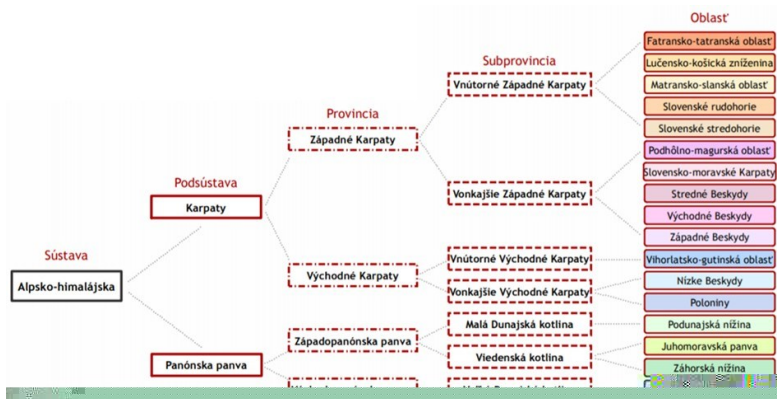 Oblasť
Subprovincia
Provincia
Podsústava
Sústava
Alpsko-himalájska
Karpaty
Panónska panva
Západné Karpaty
Východné Karpaty
Západopanónska panva
Vnútorné Západné Karpaty
Vonkajšie Západné Karpaty
Vnútorné Východné Karpaty
Vonkajšie Východné Karpaty
Malá Dunajská kotlina
Viedenská kotlina
Fatransko-tatranská oblasť
Lučensko-košická zníženina
Matransko-slanská oblasť
Slovenské rudohorie
Slovenské stredohorie
Podhôlno-magurská oblasť
Slovensko-moravské Karpaty
Stredné Beskydy
Východné Beskydy
Západné Beskydy
Vihorlatsko-gutinská oblasť
Nízke Beskydy
Poloniny
Podunajská nížina
Juhomoravská panva
Záhorská nížina